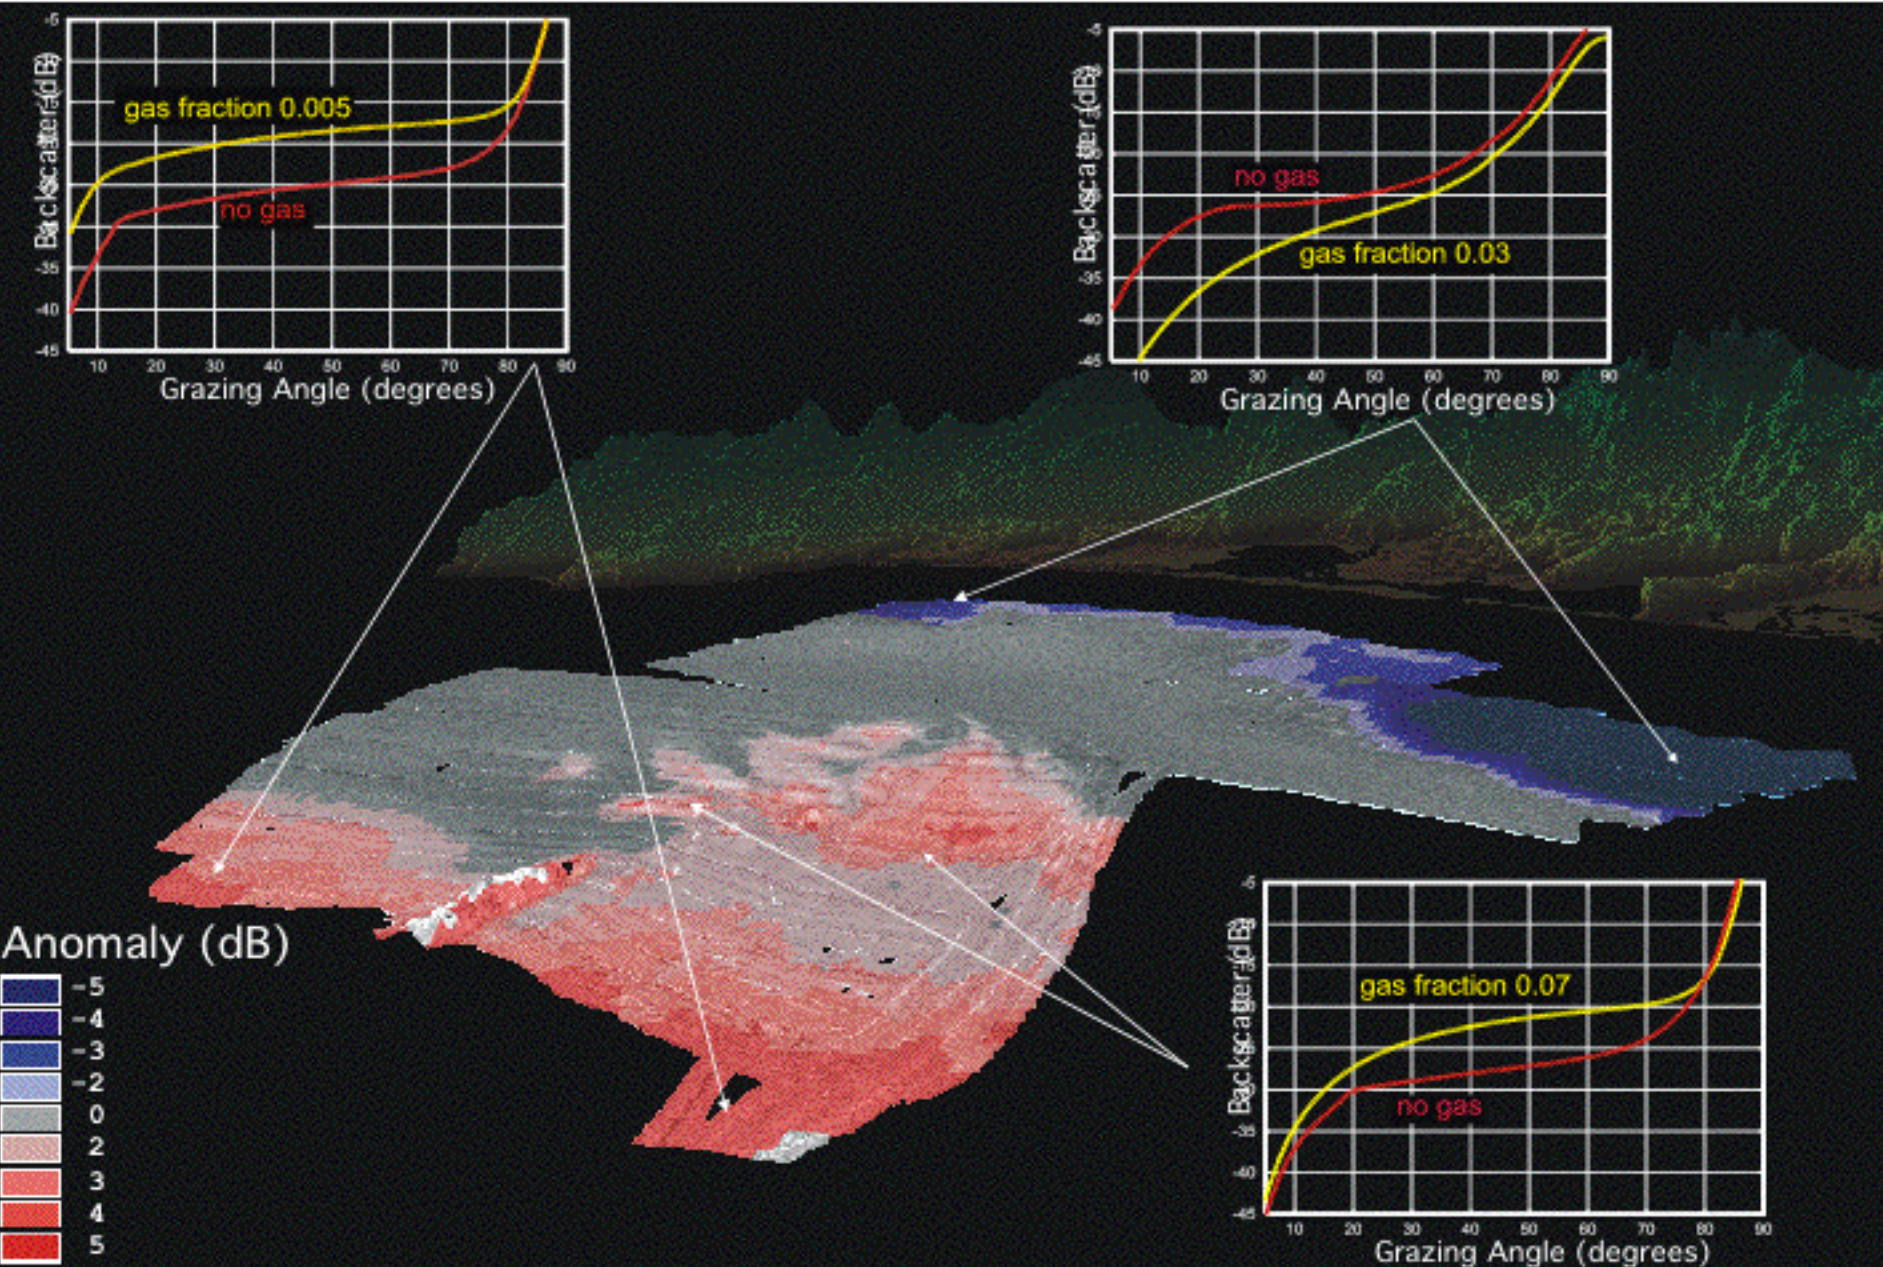 -5
Backscatter (dB)
gas fraction 0.005
no gas
-35
-40
-45
10 20 30 40 50 60 70 80 90
Grazing Angle (degrees)
-5
Backscatter (dB)
no gas
gas fraction 0.03
-35
-40
-45
10 20 30 40 50 60 70 80 90
Grazing Angle (degrees)
Anomaly (dB)
-5
-4
-3
-2
0
2
3
4
5
-5
Backscatter (dB)
gas fraction 0.07
no gas
-35
-40
-45
10 20 30 40 50 60 70 80 90
Grazing Angle (degrees)